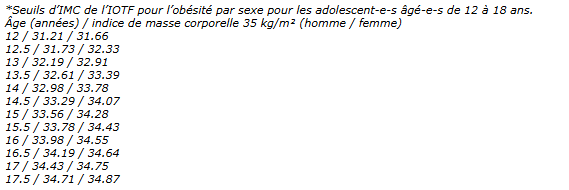 *Seuils d'IMC de l'IOTF pour l'obésité par sexe pour les adolescent-e-s âgé-e-s de 12 à 18 ans.
Âge (années) / indice de masse corporelle 35 kg/m² (homme / femme)
12 / 31.21 / 31.66
12.5 / 31.73 / 32.33
13 / 32.19 / 32.91
13.5 / 32.61 / 33.39
14 / 32.98 / 33.78
14.5 / 33.29 / 34.07
15 / 33.56 / 34.28
15.5 / 33.78 / 34.43
16 / 33.98 / 34.55
16.5 / 34.19 / 34.64
17 / 34.43 / 34.75
17.5 / 34.71 / 34.87